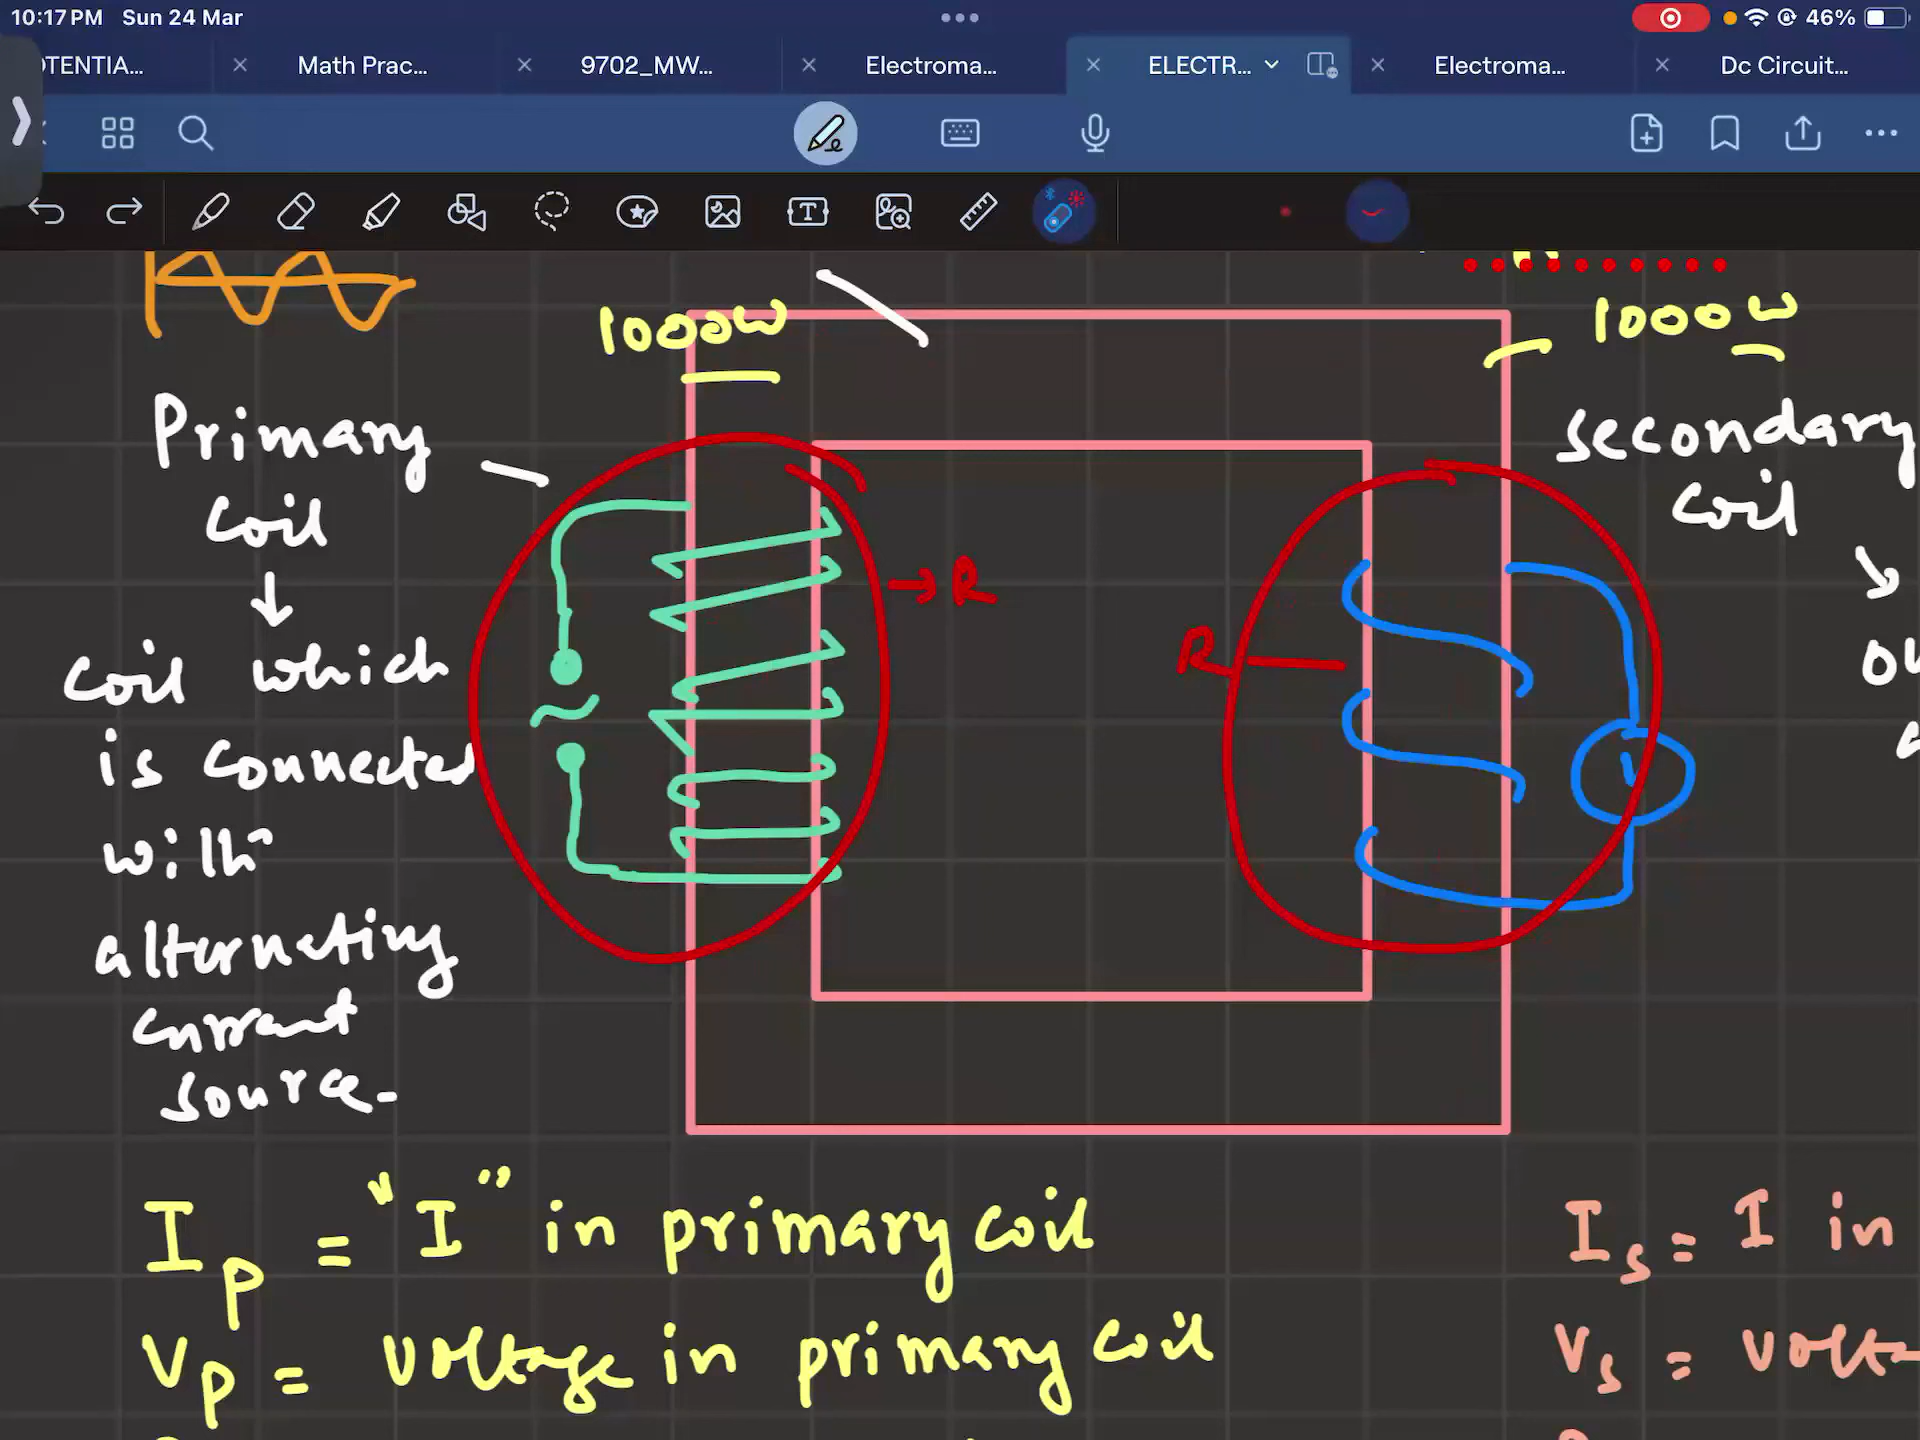 10:17 PM Sun 24 Mar
46%
OTENTIA...
Math Prac...
9702_MW...
Electroma...
ELECTR...
Electroma...
Dc Circuit...
1000W
1000W
Primary
Coil
Coil which
is connected
with
alternating
current
source.
Secondary
Coil
→ R
R
Ip = "I" in primary coil
Vp = voltage in primary coil
Is = I in
Vs = volta